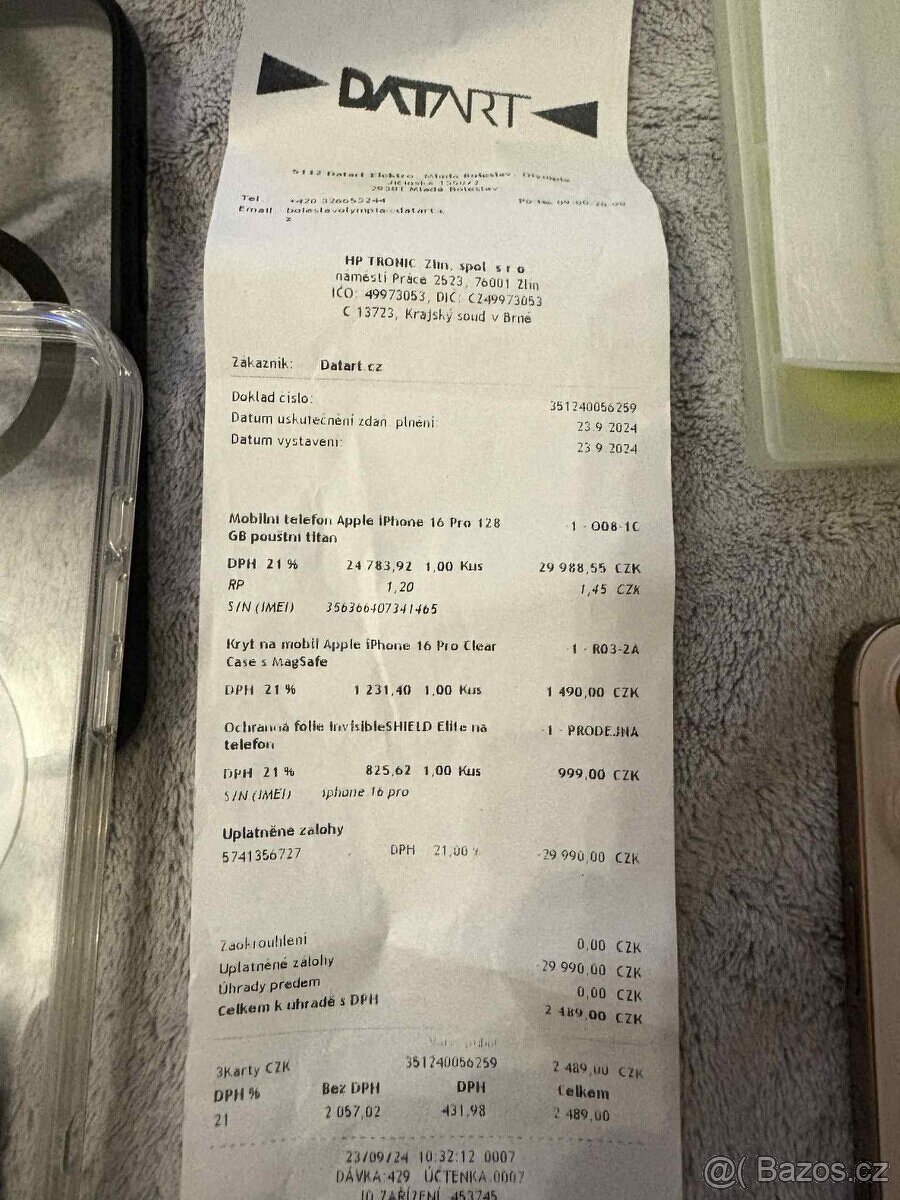 DATART
5112 Datart Elektro, Mladá Boleslav, Olympia
Jičínská 1350/2
29301 Mladá Boleslav
Tel: +420 326653244
Email: boleslavolympia@datart.c
z
HP TRONIC Zlín, spol. s r.o.
náměstí Práce 2523, 76001 Zlín
IČO: 49973053, DIČ: CZ49973053
C 13723, Krajský soud v Brně
Zákazník: Datart.cz
Doklad číslo: 351240056259
Datum uskutečnění zdan. plnění: 23.9.2024
Datum vystavení: 23.9.2024
Mobilní telefon Apple iPhone 16 Pro 128 -1 - O08-1C
GB pouštní titan
DPH 21 % 24 783,92 1,00 Kus 29 988,55 CZK
RP 1,20 1,45 CZK
S/N (IMEI) 356366407341465
Kryt na mobil Apple iPhone 16 Pro Clear -1 - R03-2A
Case s MagSafe
DPH 21 % 1 231,40 1,00 Kus 1 490,00 CZK
Ochranná folie InvisibleSHIELD Elite na -1 - PRODEJNA
telefon
DPH 21 % 825,62 1,00 Kus 999,00 CZK
S/N (IMEI) iphone 16 pro
Uplatněné zálohy
5741356727 DPH 21,00 % -29 990,00 CZK
Zaokrouhlení 0,00 CZK
Uplatněné zálohy -29 990,00 CZK
Úhrady předem 0,00 CZK
Celkem k úhradě s DPH 2 489,00 CZK
3Karty CZK 351240056259 2 489,00 CZK
DPH % Bez DPH DPH Celkem
21 2 057,02 431,98 2 489,00
23/09/24 10:32:12 0007
DÁVKA:429 ÚČTENKA:0007
ID ZAŘÍZENÍ 453745
@( Bazos.cz